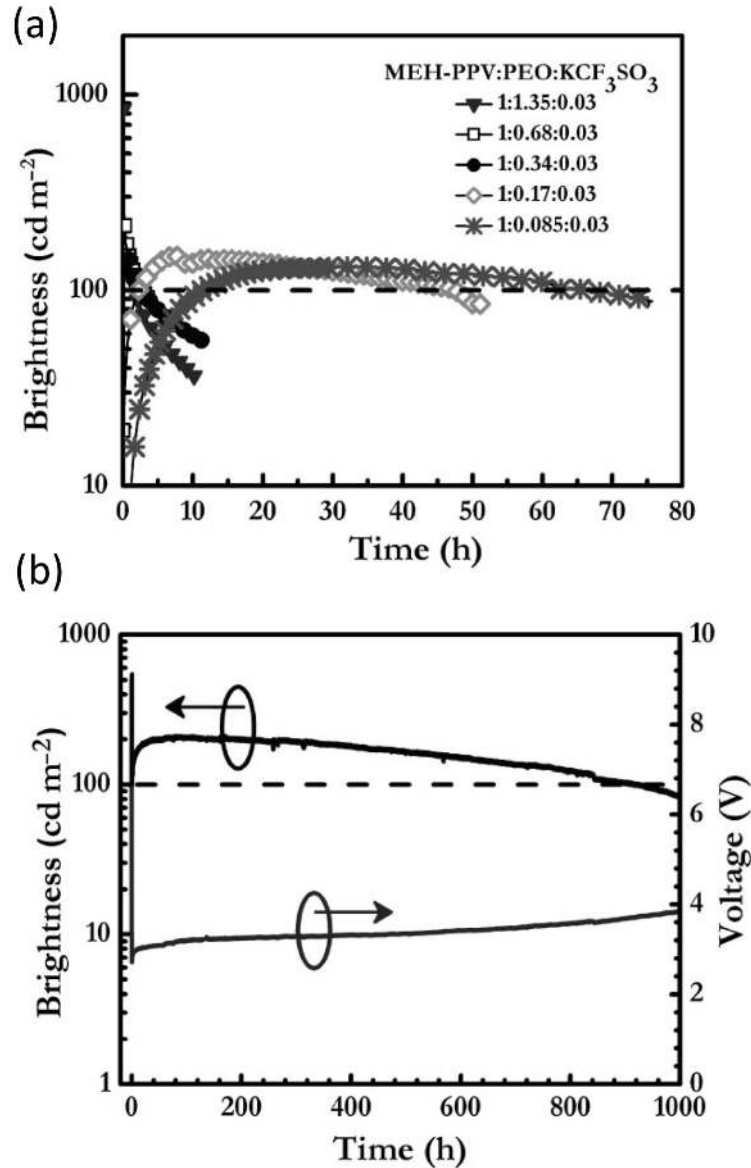 (a)
MEH-PPV:PEO:KCF₃SO₃
1:1.35:0.03
1:0.68:0.03
1:0.34:0.03
1:0.17:0.03
1:0.085:0.03
Brightness (cd m⁻²)
1000
100
10
0 10 20 30 40 50 60 70 80
Time (h)
(b)
Brightness (cd m⁻²)
1000
100
10
1
10
8
6
4
2
0
Voltage (V)
0 200 400 600 800 1000
Time (h)